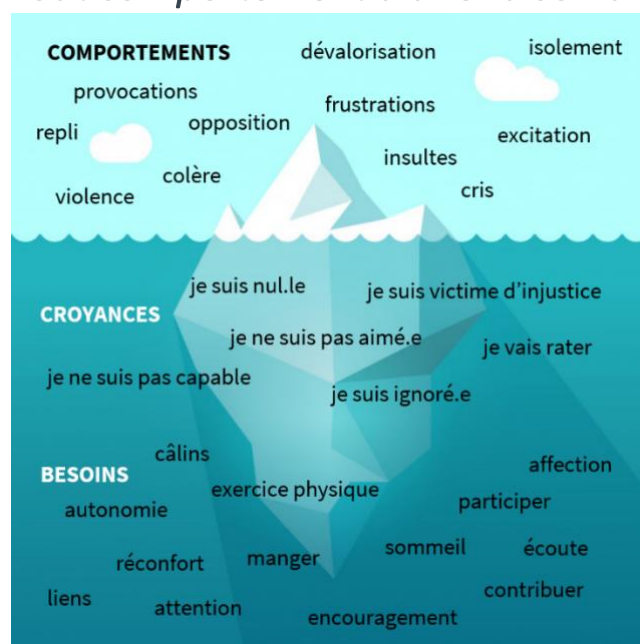 COMPORTEMENTS
dévalorisation
isolement
provocations
frustrations
repli
opposition
excitation
insultes
colère
violence
cris
je suis nul.le
je suis victime d'injustice
CROYANCES
je ne suis pas aimé.e
je vais rater
je ne suis pas capable
je suis ignoré.e
câlins
affection
BESOINS
exercice physique
participer
autonomie
sommeil
écoute
réconfort
manger
contribuer
liens
attention
encouragement